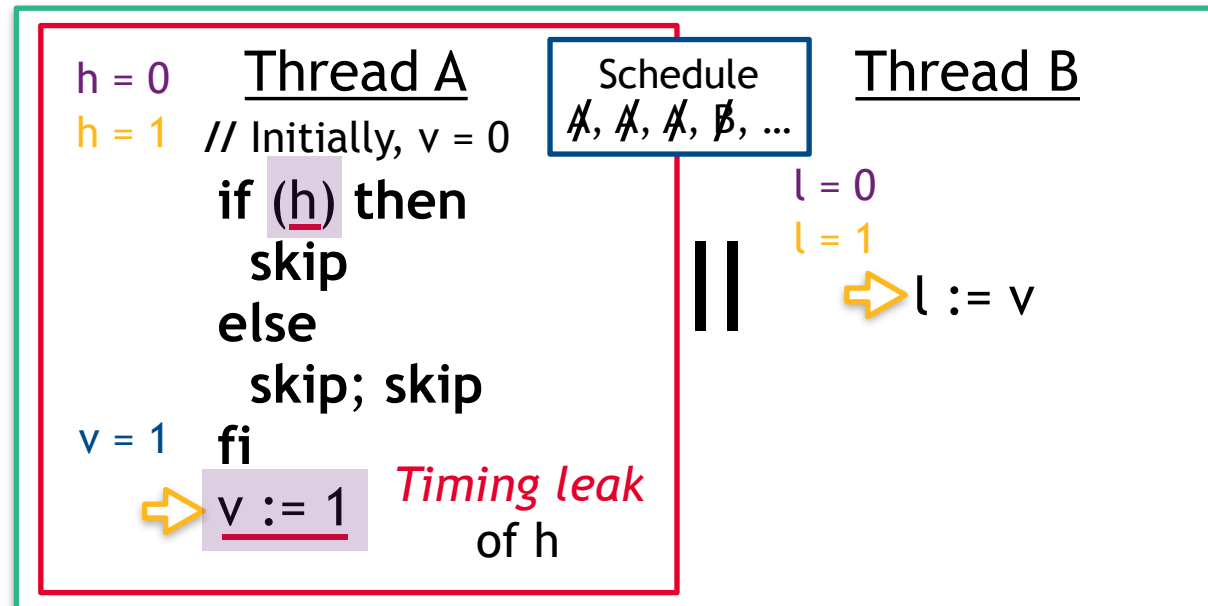 h = 0
Thread A
h = 1
// Initially, v = 0
if (h) then
skip
else
skip; skip
v = 1
fi
v := 1
Timing leak
of h
Schedule
A, A, A, B, ...
||
Thread B
l = 0
l = 1
l := v